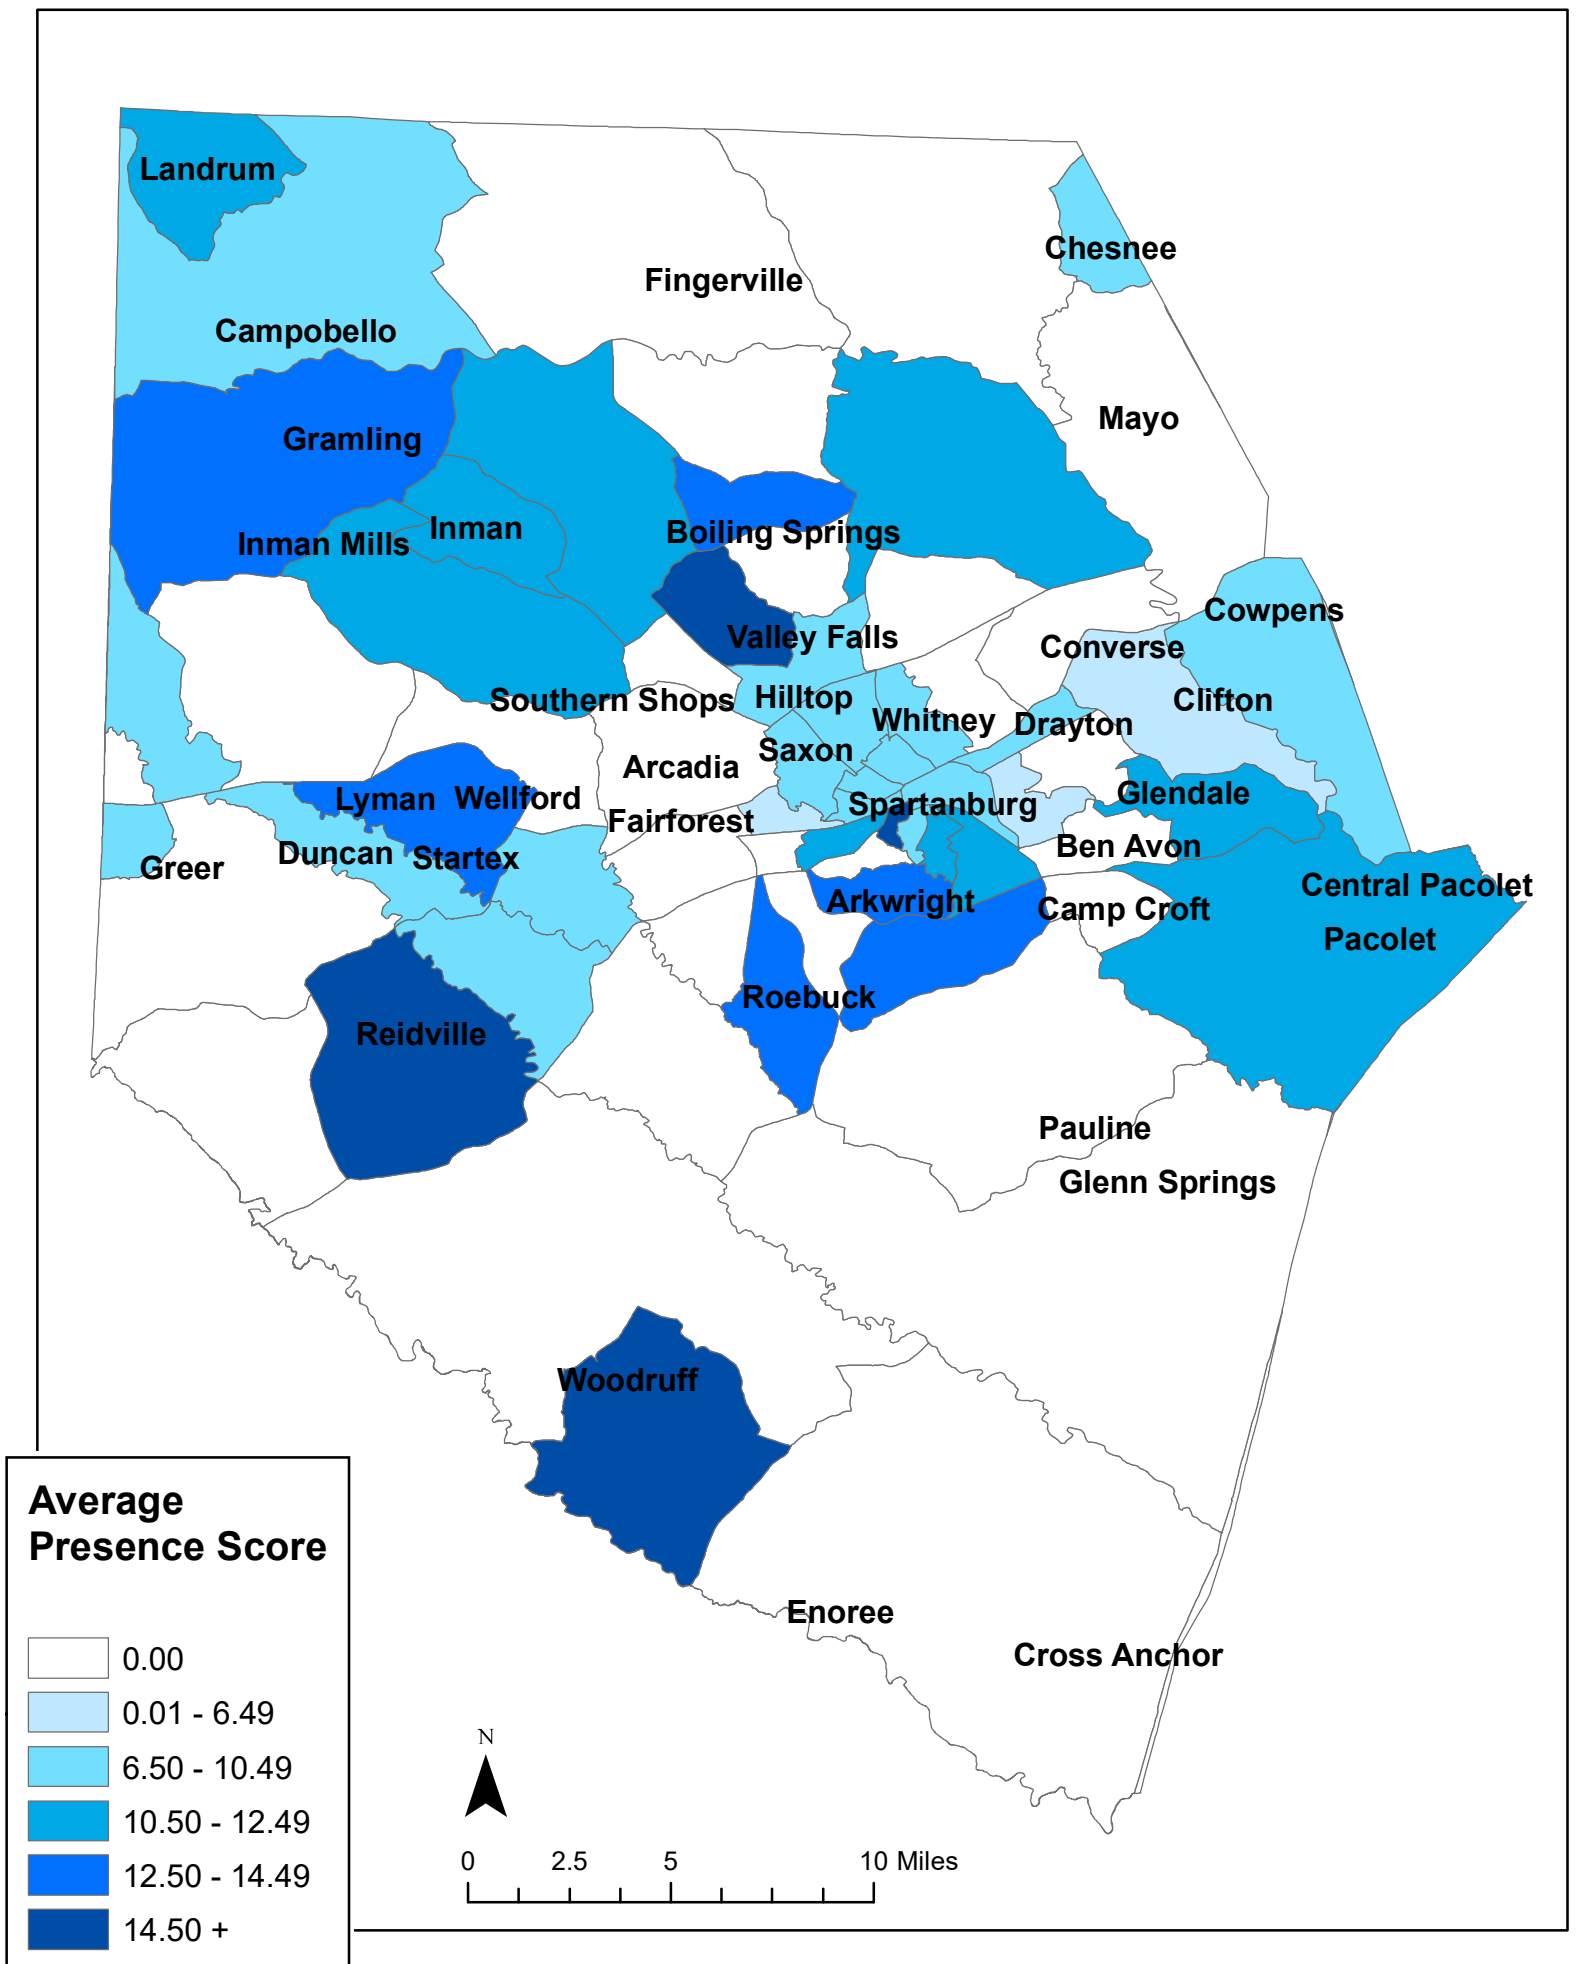 Landrum
Chesnee
Fingerville
Campobello
Mayo
Gramling
Inman
Boiling Springs
Inman Mills
Cowpens
Valley Falls
Converse
Southern Shops
Hilltop
Clifton
Whitney
Drayton
Saxon
Arcadia
Lyman
Wellford
Glendale
Spartanburg
Fairforest
Ben Avon
Duncan
Startex
Greer
Central Pacolet
Arkwright
Camp Croft
Pacolet
Roebuck
Reidville
Pauline
Glenn Springs
Woodruff
Enoree
Cross Anchor
Average
Presence Score
0.00
0.01 - 6.49
6.50 - 10.49
10.50 - 12.49
12.50 - 14.49
14.50 +
N
0 2.5 5 10 Miles